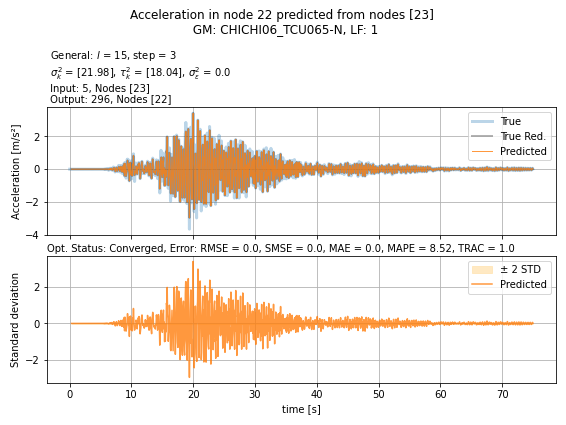 Acceleration in node 22 predicted from nodes [23]
GM: CHICHI06_TCU065-N, LF: 1
General: l = 15, step = 3
σ²ₖ = [21.98], τ²ₖ = [18.04], σ²ε = 0.0
Input: 5, Nodes [23]
Output: 296, Nodes [22]
Acceleration [m/s²]
2
0
−2
−4
True
True Red.
Predicted
Opt. Status: Converged, Error: RMSE = 0.0, SMSE = 0.0, MAE = 0.0, MAPE = 8.52, TRAC = 1.0
Standard deviation
2
0
−2
± 2 STD
Predicted
0 10 20 30 40 50 60 70
time [s]